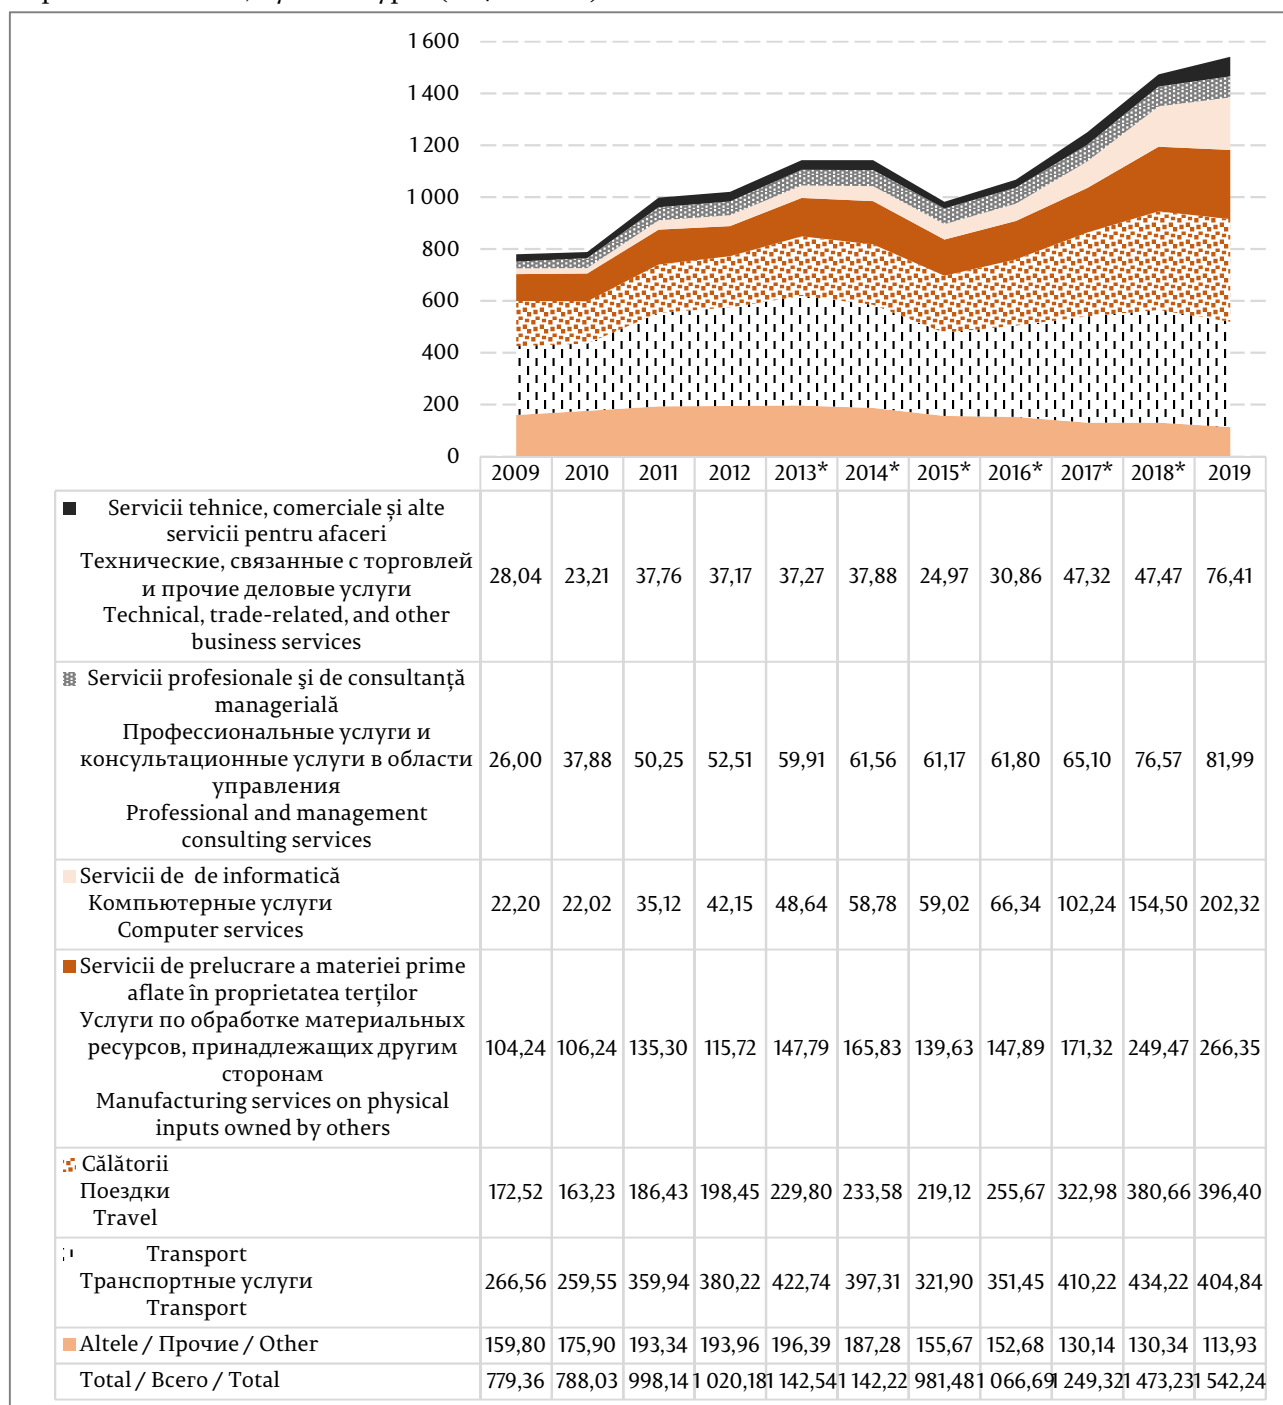 1 600
1 400
1 200
1 000
800
600
400
200
0
2009 2010 2011 2012 2013* 2014* 2015* 2016* 2017* 2018* 2019
Servicii tehnice, comerciale și alte
servicii pentru afaceri
Технические, связанные с торговлей
и прочие деловые услуги
Technical, trade-related, and other
business services
28,04 23,21 37,76 37,17 37,27 37,88 24,97 30,86 47,32 47,47 76,41
Servicii profesionale şi de consultanță
managerială
Профессиональные услуги и
консультационные услуги в области
управления
Professional and management
consulting services
26,00 37,88 50,25 52,51 59,91 61,56 61,17 61,80 65,10 76,57 81,99
Servicii de de informatică
Компьютерные услуги
Computer services
22,20 22,02 35,12 42,15 48,64 58,78 59,02 66,34 102,24 154,50 202,32
Servicii de prelucrare a materiei prime
aflate în proprietatea terților
Услуги по обработке материальных
ресурсов, принадлежащих другим
сторонам
Manufacturing services on physical
inputs owned by others
104,24 106,24 135,30 115,72 147,79 165,83 139,63 147,89 171,32 249,47 266,35
Călătorii
Поездки
Travel
172,52 163,23 186,43 198,45 229,80 233,58 219,12 255,67 322,98 380,66 396,40
Transport
Транспортные услуги
Transport
266,56 259,55 359,94 380,22 422,74 397,31 321,90 351,45 410,22 434,22 404,84
Altele / Прочие / Other
159,80 175,90 193,34 193,96 196,39 187,28 155,67 152,68 130,14 130,34 113,93
Total / Всего / Total
779,36 788,03 998,14 1 020,18 1 142,54 1 142,22 981,48 1 066,69 1 249,32 1 473,23 1 542,24